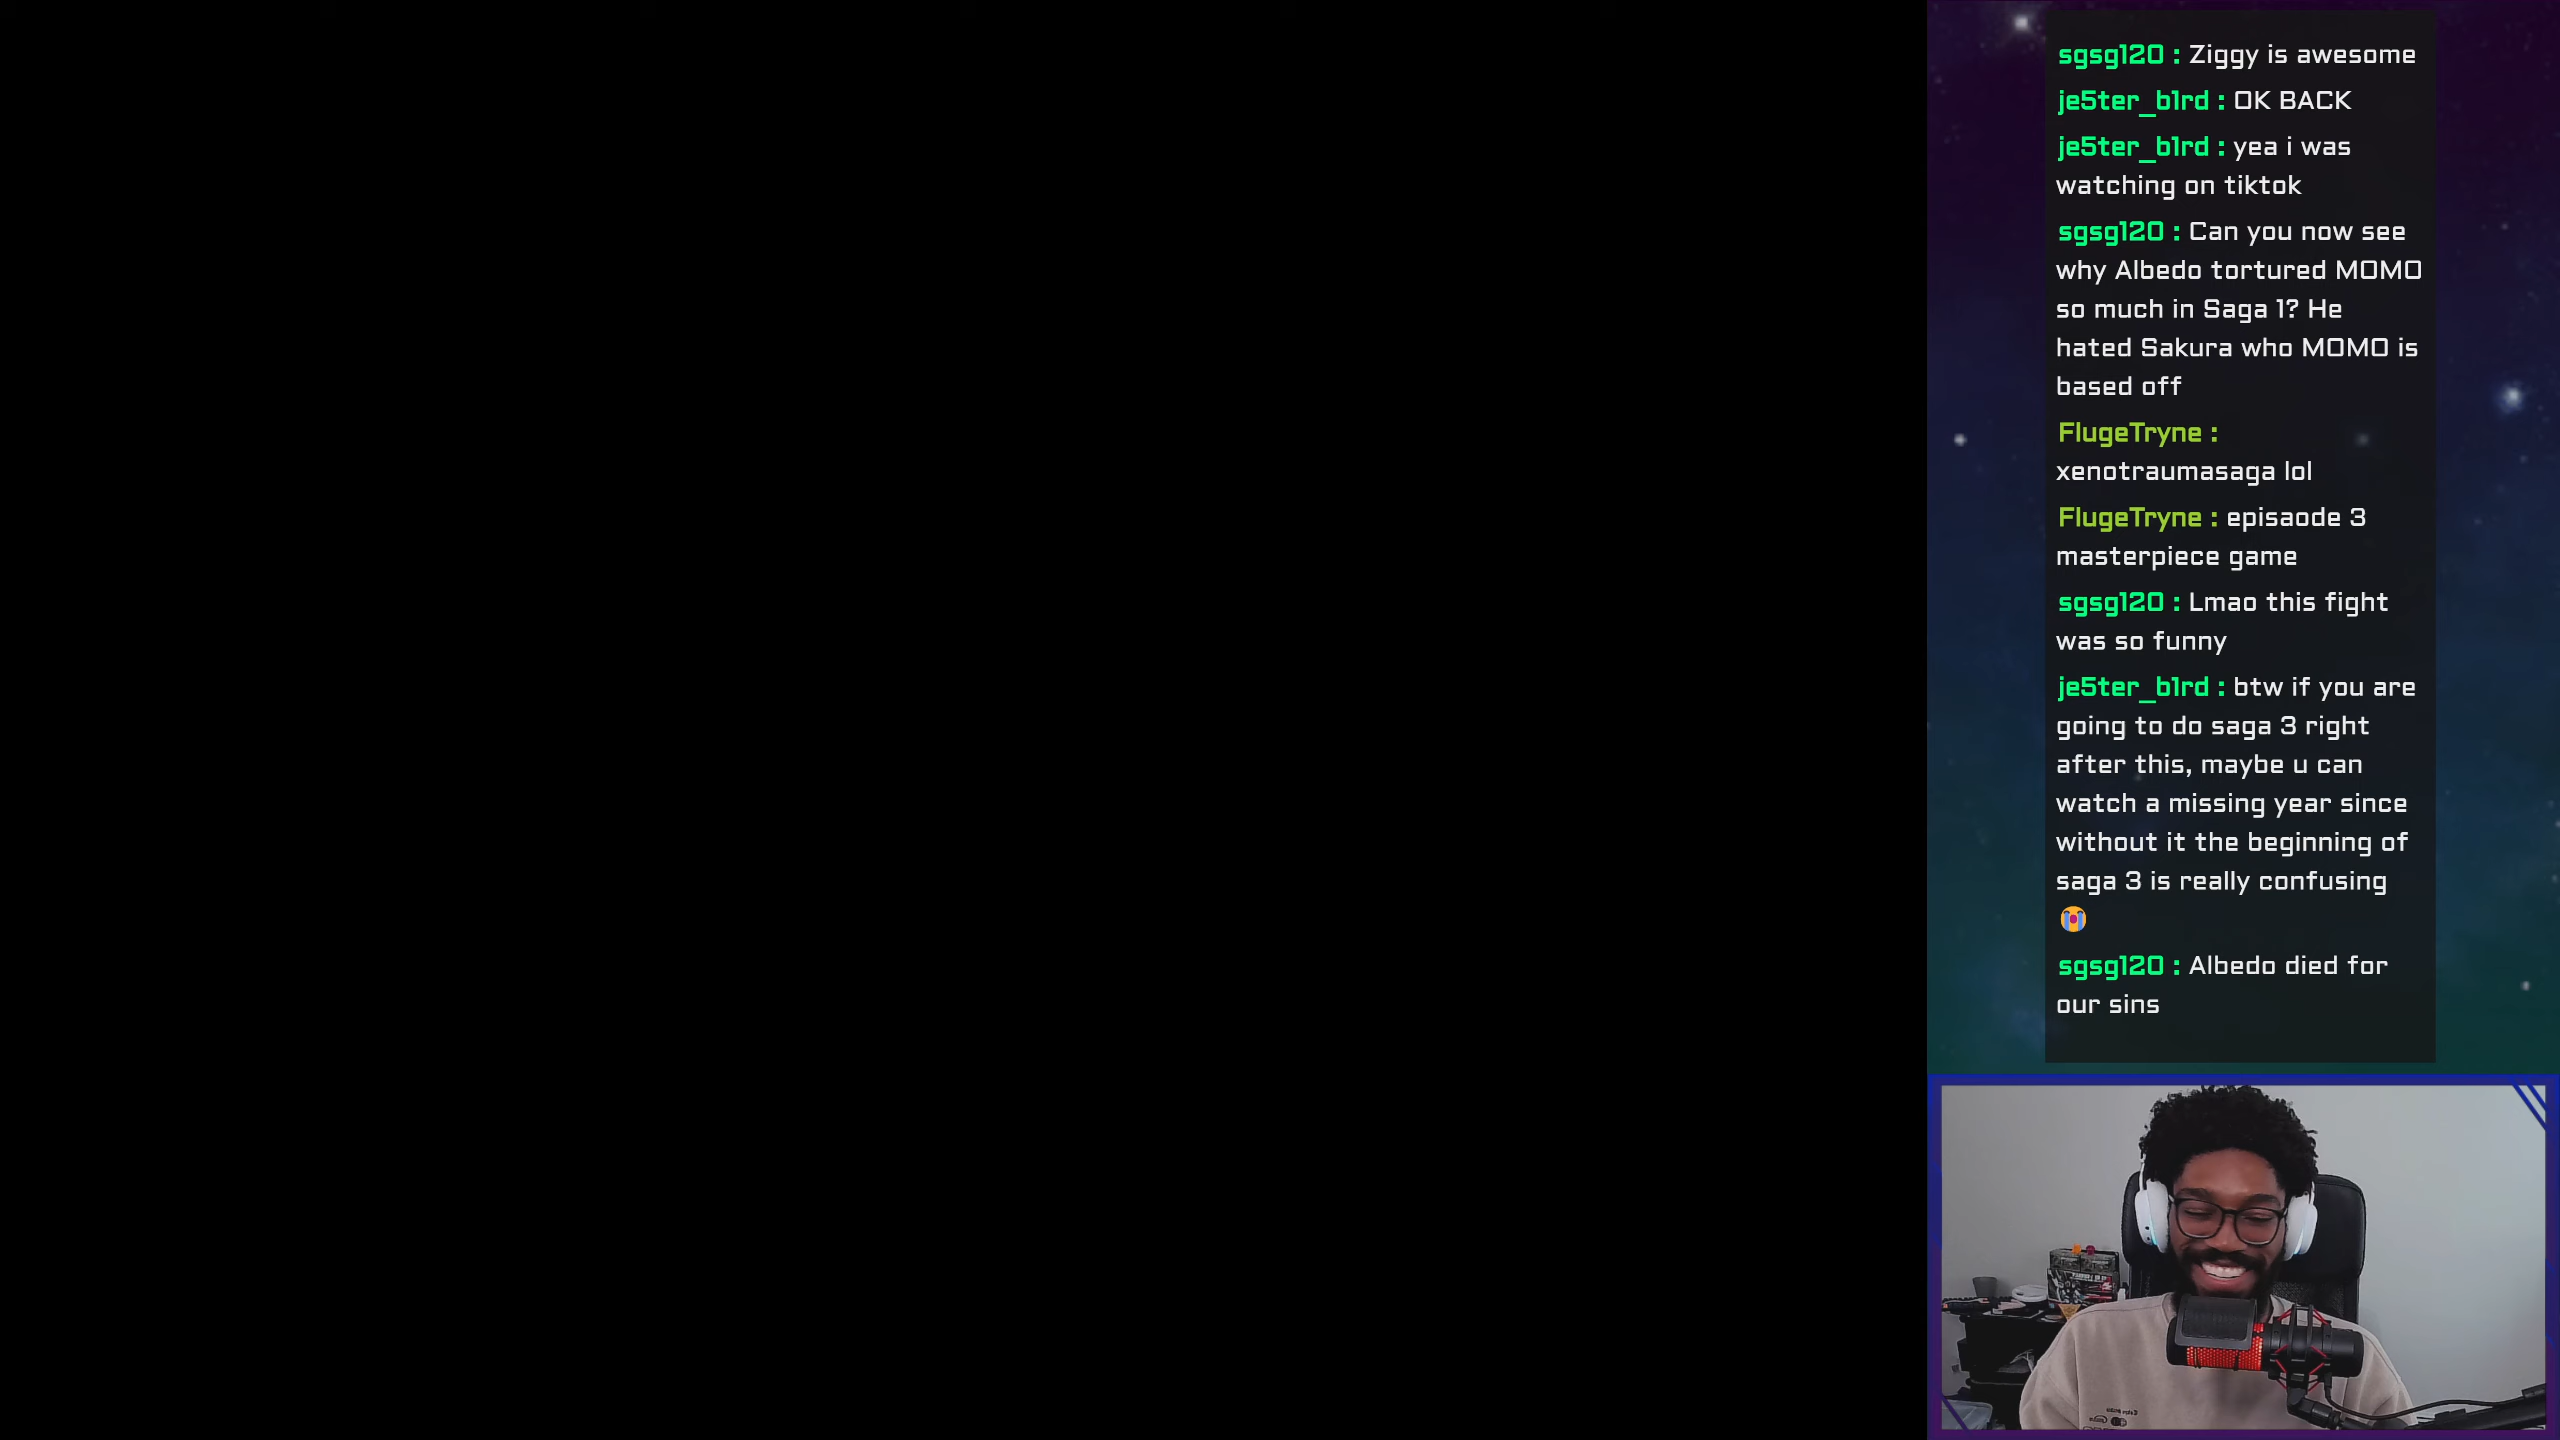 sgsg120 : Ziggy is awesome
je5ter_b1rd : OK BACK
je5ter_b1rd : yea i was
watching on tiktok
sgsg120 : Can you now see
why Albedo tortured MOMO
so much in Saga 1? He
hated Sakura who MOMO is
based off
FlugeTryne :
xenotraumasaga lol
FlugeTryne : episaode 3
masterpiece game
sgsg120 : Lmao this fight
was so funny
je5ter_b1rd : btw if you are
going to do saga 3 right
after this, maybe u can
watch a missing year since
without it the beginning of
saga 3 is really confusing
😭
sgsg120 : Albedo died for
our sins